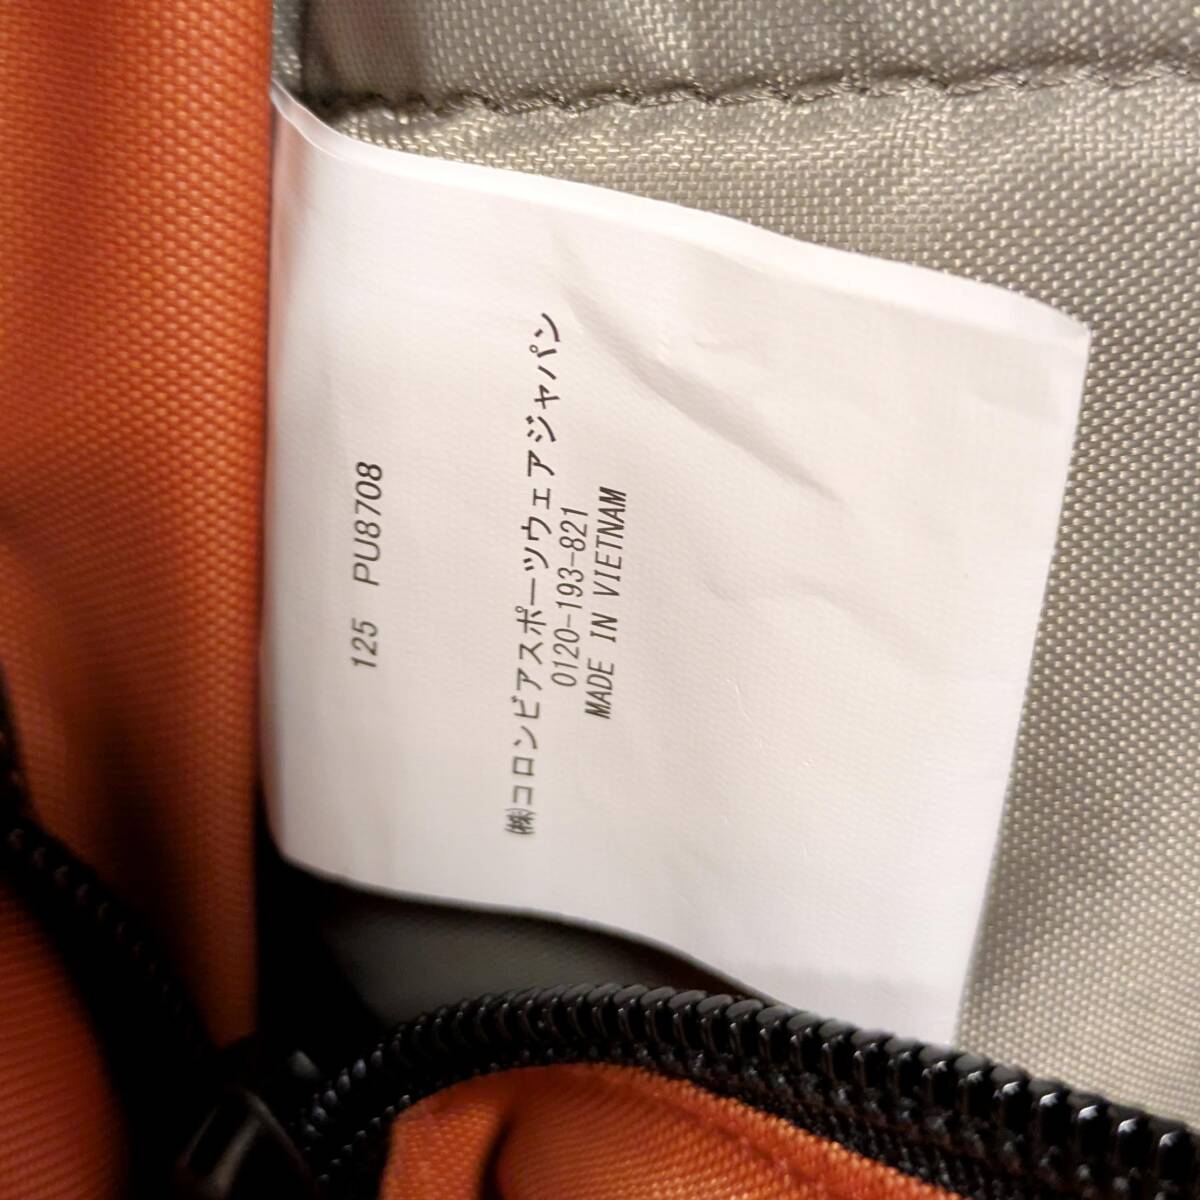 125 PU8708
㈱コロンビアスポーツウェアジャパン
0120-193-821
MADE IN VIETNAM